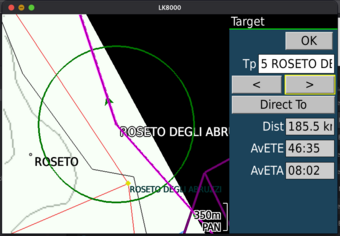 LK8000
Target
OK
Tp 5 ROSETO DE
< >
Direct To
Dist 185.5 kr
AvETE 46:35
AvETA 08:02
ROSETO DEGLI ABRU
ROSETO
ROSETO DEGLI ABRUZZI
350m
PAN